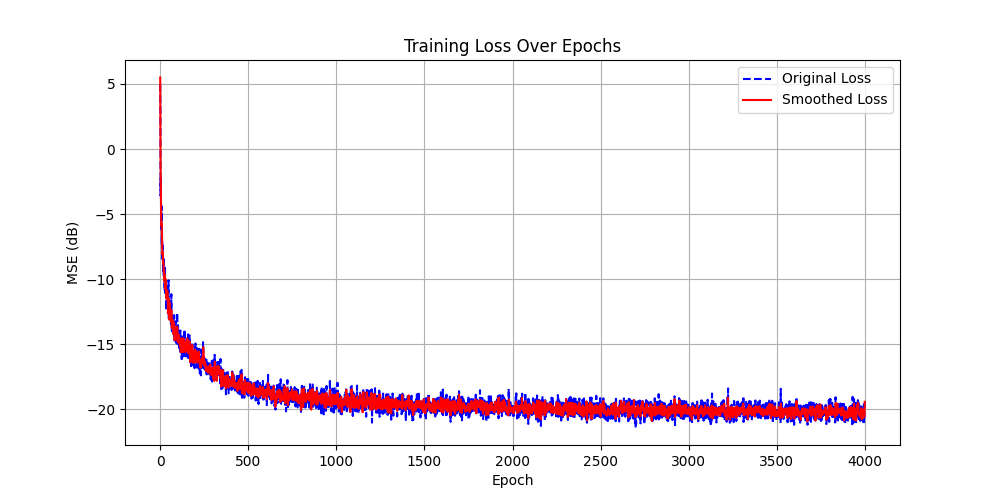 Training Loss Over Epochs
Original Loss
Smoothed Loss
MSE (dB)
5
0
−5
−10
−15
−20
0 500 1000 1500 2000 2500 3000 3500 4000
Epoch